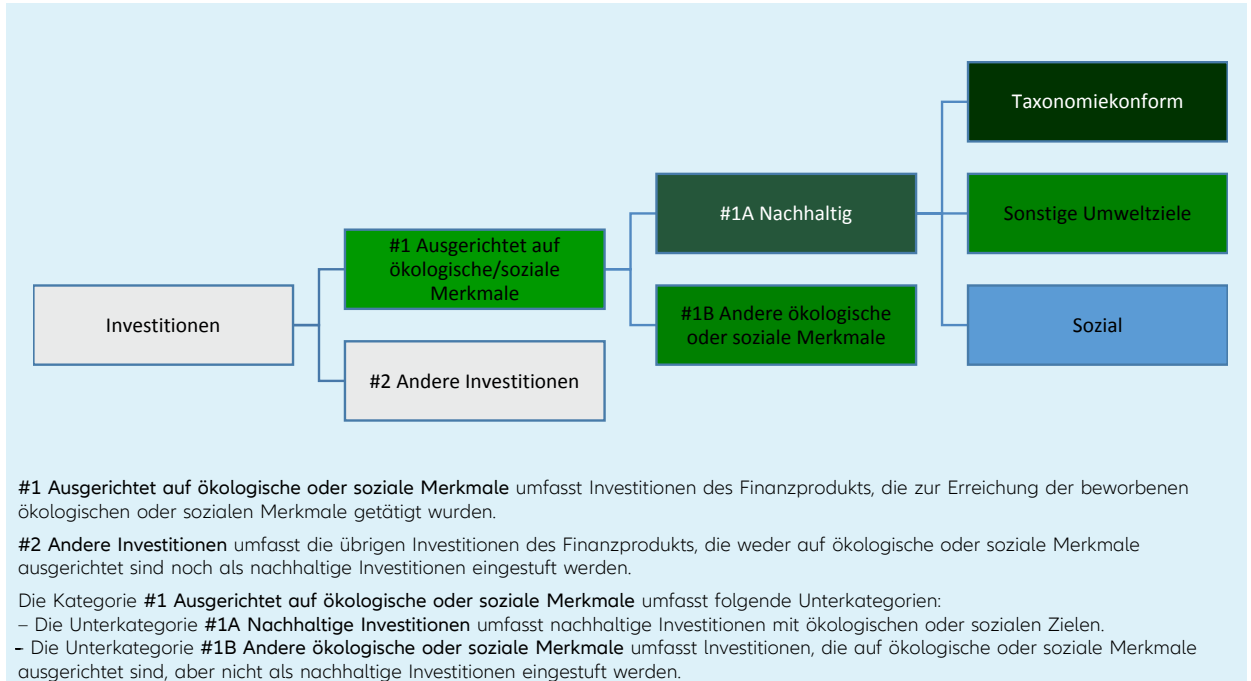 Taxonomiekonform
#1A Nachhaltig
Sonstige Umweltziele
#1 Ausgerichtet auf
ökologische/soziale
Merkmale
Investitionen
#1B Andere ökologische
oder soziale Merkmale
Sozial
#2 Andere Investitionen
#1 Ausgerichtet auf ökologische oder soziale Merkmale umfasst Investitionen des Finanzprodukts, die zur Erreichung der beworbenen
ökologischen oder sozialen Merkmale getätigt wurden.
#2 Andere Investitionen umfasst die übrigen Investitionen des Finanzprodukts, die weder auf ökologische oder soziale Merkmale
ausgerichtet sind noch als nachhaltige Investitionen eingestuft werden.
Die Kategorie #1 Ausgerichtet auf ökologische oder soziale Merkmale umfasst folgende Unterkategorien:
– Die Unterkategorie #1A Nachhaltige Investitionen umfasst nachhaltige Investitionen mit ökologischen oder sozialen Zielen.
- Die Unterkategorie #1B Andere ökologische oder soziale Merkmale umfasst lnvestitionen, die auf ökologische oder soziale Merkmale
ausgerichtet sind, aber nicht als nachhaltige Investitionen eingestuft werden.